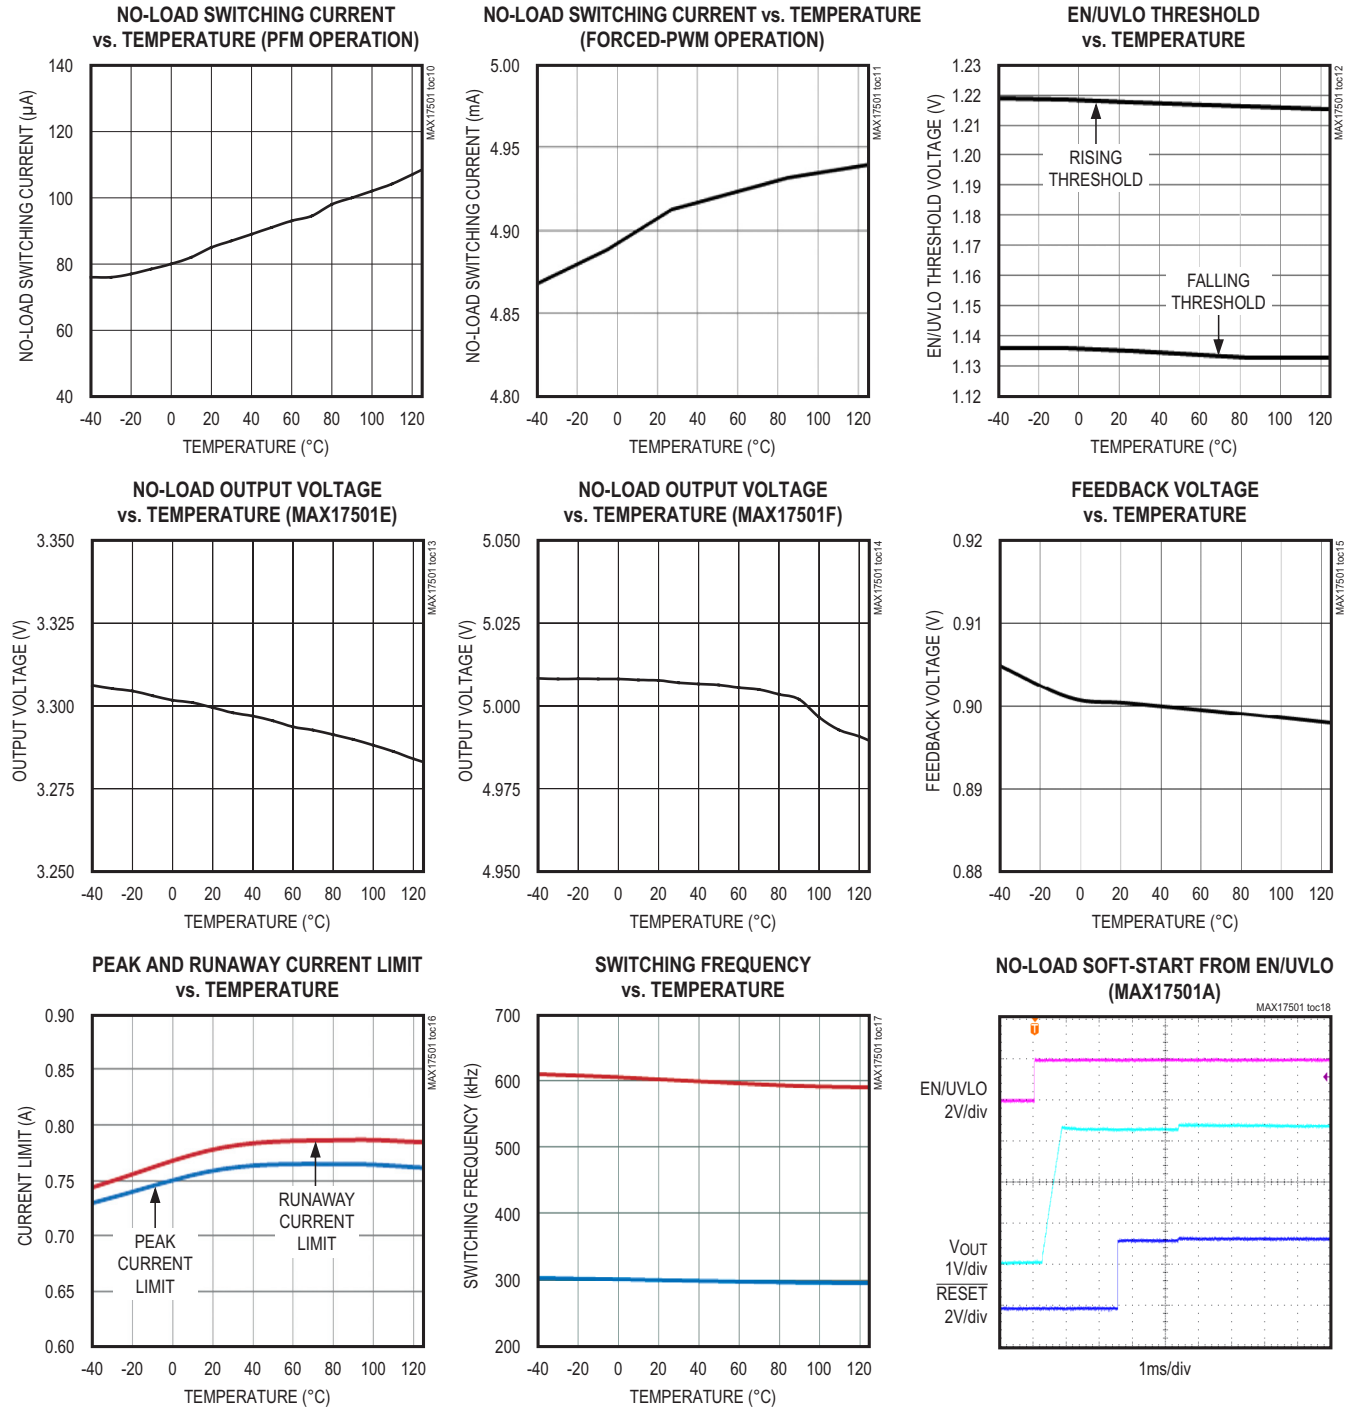 NO-LOAD SWITCHING CURRENT
vs. TEMPERATURE (PFM OPERATION)
MAX17501 toc10
NO-LOAD SWITCHING CURRENT (µA)
140
120
100
80
60
40
-40 -20 0 20 40 60 80 100 120
TEMPERATURE (°C)
NO-LOAD SWITCHING CURRENT vs. TEMPERATURE
(FORCED-PWM OPERATION)
MAX17501 toc11
NO-LOAD SWITCHING CURRENT (mA)
5.00
4.95
4.90
4.85
4.80
-40 -20 0 20 40 60 80 100 120
TEMPERATURE (°C)
EN/UVLO THRESHOLD
vs. TEMPERATURE
MAX17501 toc12
EN/UVLO THRESHOLD VOLTAGE (V)
1.23
1.22
1.21
1.20
1.19
1.18
1.17
1.16
1.15
1.14
1.13
1.12
RISING
THRESHOLD
FALLING
THRESHOLD
-40 -20 0 20 40 60 80 100 120
TEMPERATURE (°C)
NO-LOAD OUTPUT VOLTAGE
vs. TEMPERATURE (MAX17501E)
MAX17501 toc13
OUTPUT VOLTAGE (V)
3.350
3.325
3.300
3.275
3.250
-40 -20 0 20 40 60 80 100 120
TEMPERATURE (°C)
NO-LOAD OUTPUT VOLTAGE
vs. TEMPERATURE (MAX17501F)
MAX17501 toc14
OUTPUT VOLTAGE (V)
5.050
5.025
5.000
4.975
4.950
-40 -20 0 20 40 60 80 100 120
TEMPERATURE (°C)
FEEDBACK VOLTAGE
vs. TEMPERATURE
MAX17501 toc15
FEEDBACK VOLTAGE (V)
0.92
0.91
0.90
0.89
0.88
-40 -20 0 20 40 60 80 100 120
TEMPERATURE (°C)
PEAK AND RUNAWAY CURRENT LIMIT
vs. TEMPERATURE
MAX17501 toc16
CURRENT LIMIT (A)
0.90
0.85
0.80
0.75
0.70
0.65
0.60
PEAK
CURRENT
LIMIT
RUNAWAY
CURRENT
LIMIT
-40 -20 0 20 40 60 80 100 120
TEMPERATURE (°C)
SWITCHING FREQUENCY
vs. TEMPERATURE
MAX17501 toc17
SWITCHING FREQUENCY (kHz)
700
600
500
400
300
200
-40 -20 0 20 40 60 80 100 120
TEMPERATURE (°C)
NO-LOAD SOFT-START FROM EN/UVLO
(MAX17501A)
MAX17501 toc18
T
EN/UVLO
2V/div
VOUT
1V/div
RESET
2V/div
1ms/div